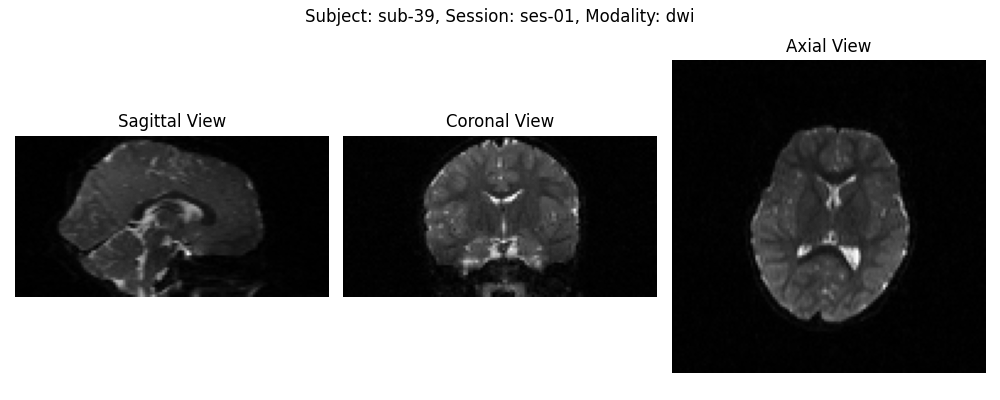 Subject: sub-39, Session: ses-01, Modality: dwi
Axial View
Sagittal View
Coronal View